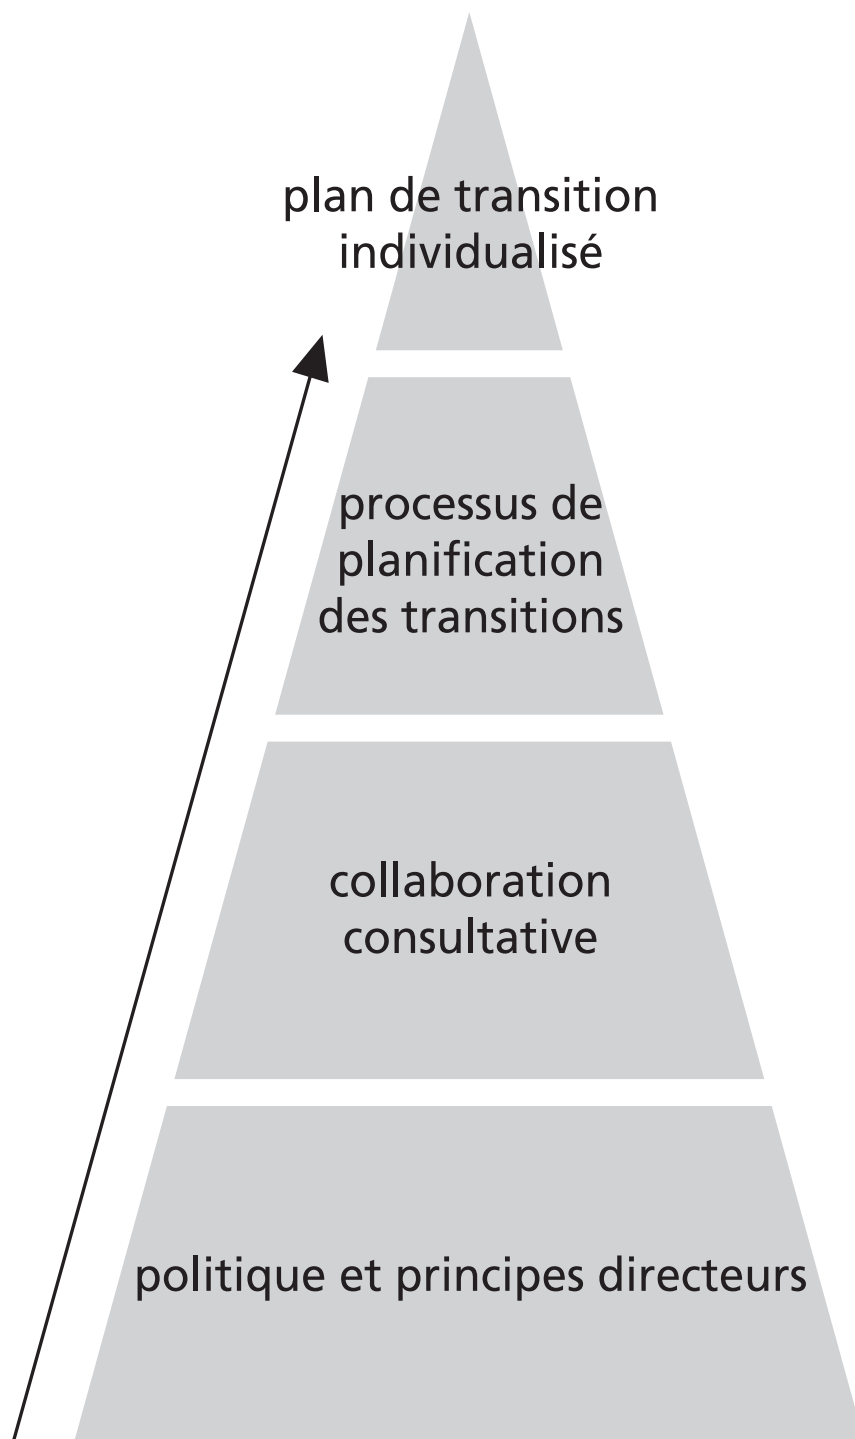 plan de transition
individualisé
processus de
planification
des transitions
collaboration
consultative
politique et principes directeurs